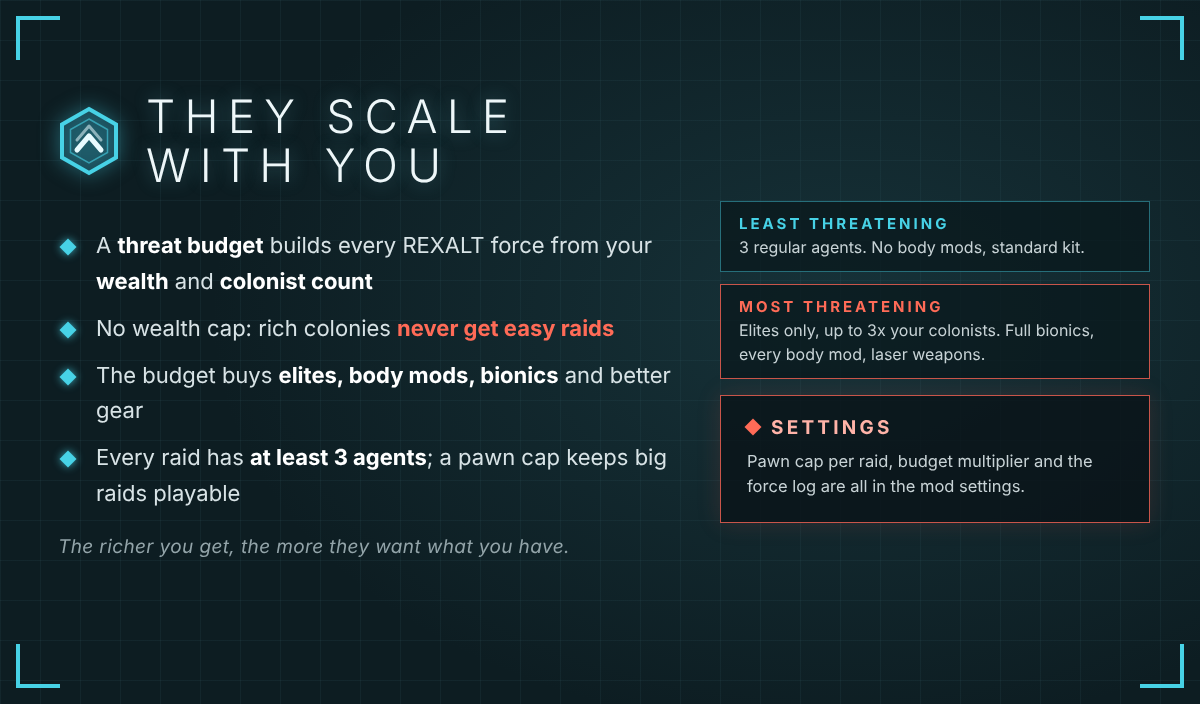 THEY SCALE
WITH YOU
A threat budget builds every REXALT force from your
wealth and colonist count
No wealth cap: rich colonies never get easy raids
The budget buys elites, body mods, bionics and better
gear
Every raid has at least 3 agents; a pawn cap keeps big
raids playable
The richer you get, the more they want what you have.
LEAST THREATENING
3 regular agents. No body mods, standard kit.
MOST THREATENING
Elites only, up to 3x your colonists. Full bionics,
every body mod, laser weapons.
SETTINGS
Pawn cap per raid, budget multiplier and the
force log are all in the mod settings.